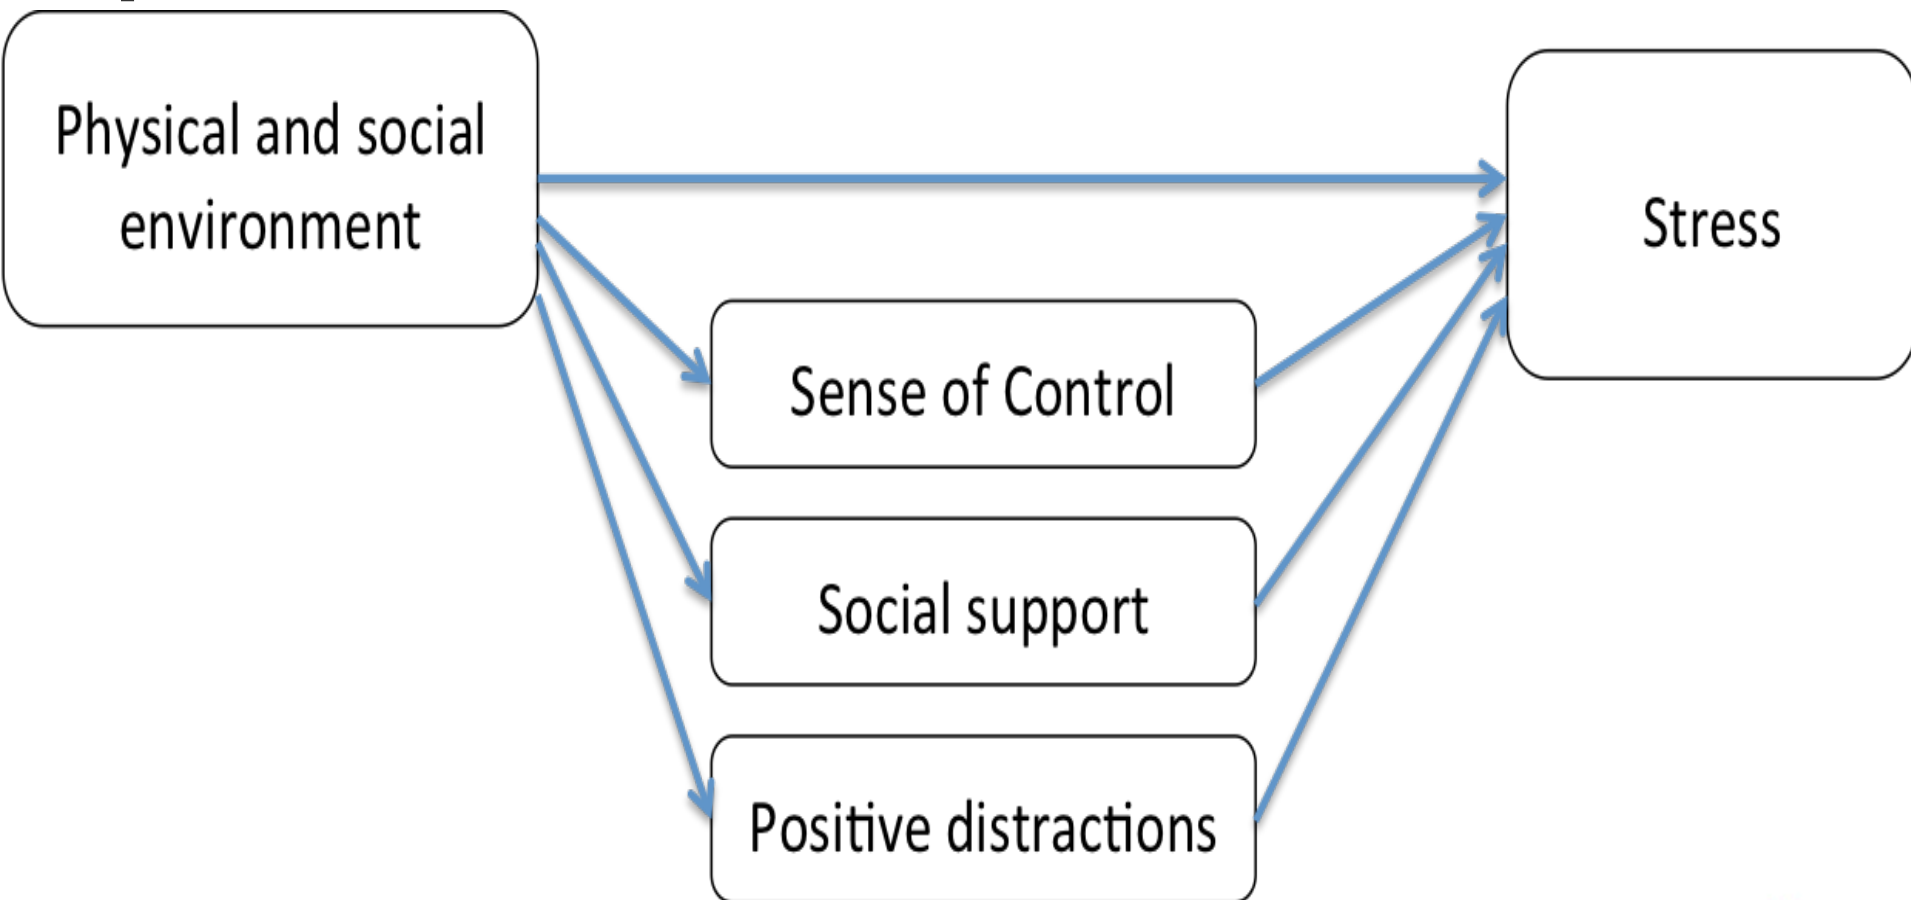 Physical and social
environment
Stress
Sense of Control
Social support
Positive distractions